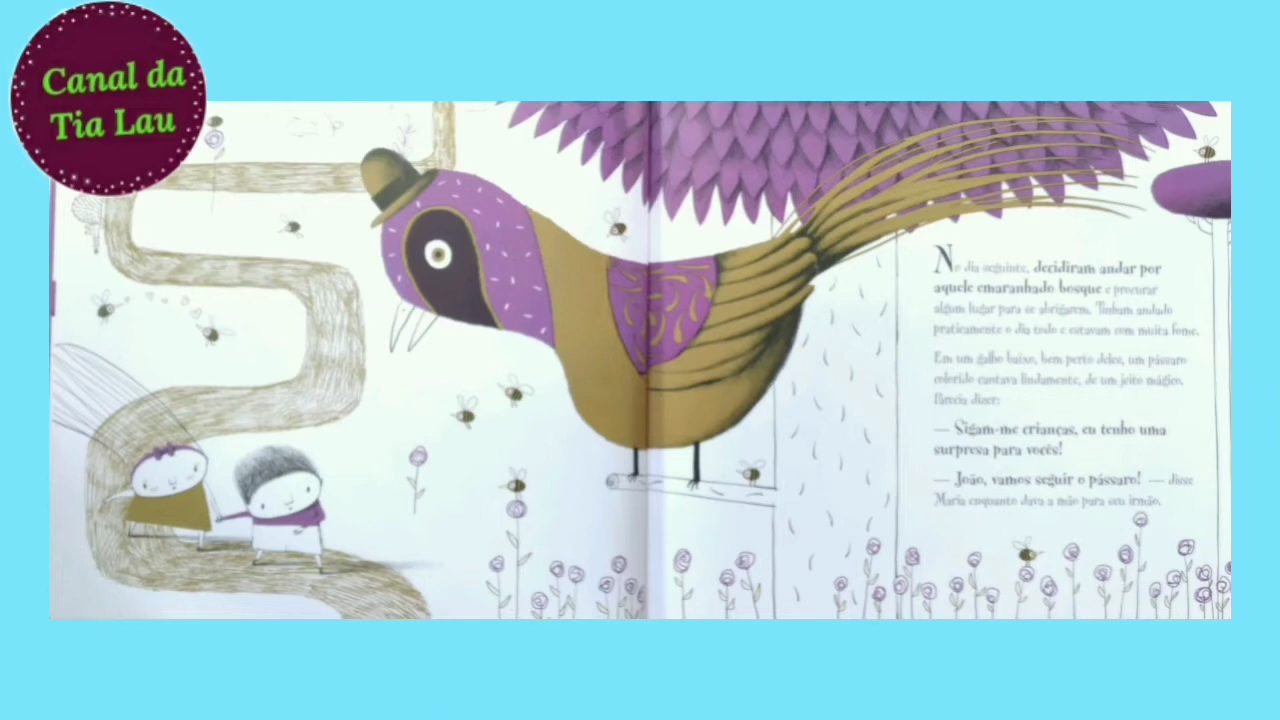 Canal da
Tia Lau
No dia seguinte, decidiram andar por
aquele emaranhado bosque e procurar
algum lugar para se abrigarem. Tinham andado
praticamente o dia todo e estavam com muita fome.
Em um galho baixo, bem perto deles, um pássaro
colorido cantava lindamente, de um jeito mágico.
Parecia dizer:
— Sigam-me crianças, eu tenho uma
surpresa para vocês!
— João, vamos seguir o pássaro! — disse
Maria enquanto dava a mão para seu irmão.